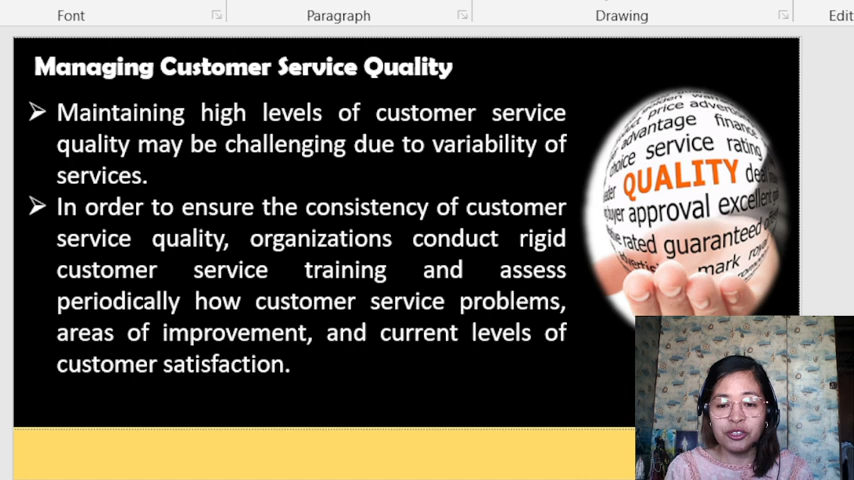 Font Paragraph Drawing Edit
Managing Customer Service Quality
➤ Maintaining high levels of customer service
quality may be challenging due to variability of
services.
➤ In order to ensure the consistency of customer
service quality, organizations conduct rigid
customer service training and assess
periodically how customer service problems,
areas of improvement, and current levels of
customer satisfaction.
price
advantage finance
choice service rating
QUALITY
approval excellent
rated guaranteed
mark